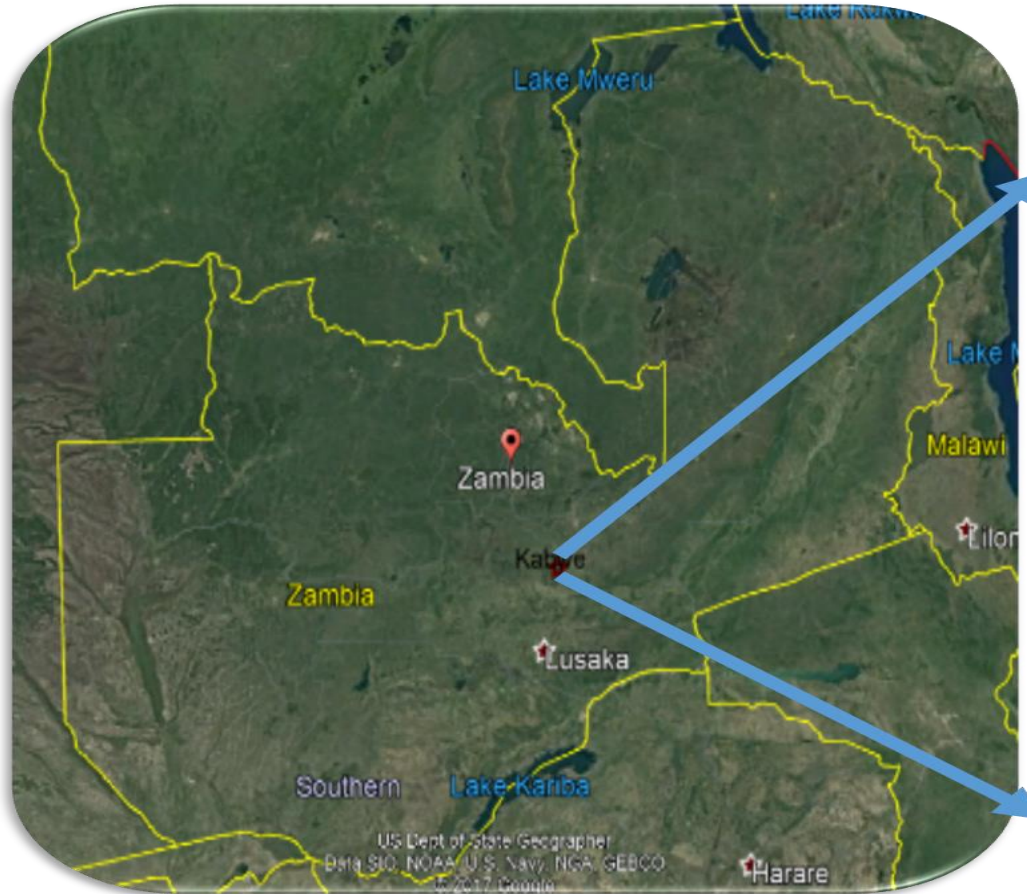 Lake
Lake Mweru
Lake
Malawi
Zambia
Kabwe
Zambia
Lusaka
Southern
Lake Kariba
US Dept of State Geographer
Data SIO, NOAA, U.S. Navy, NGA, GEBCO
© 2017 Google
Harare